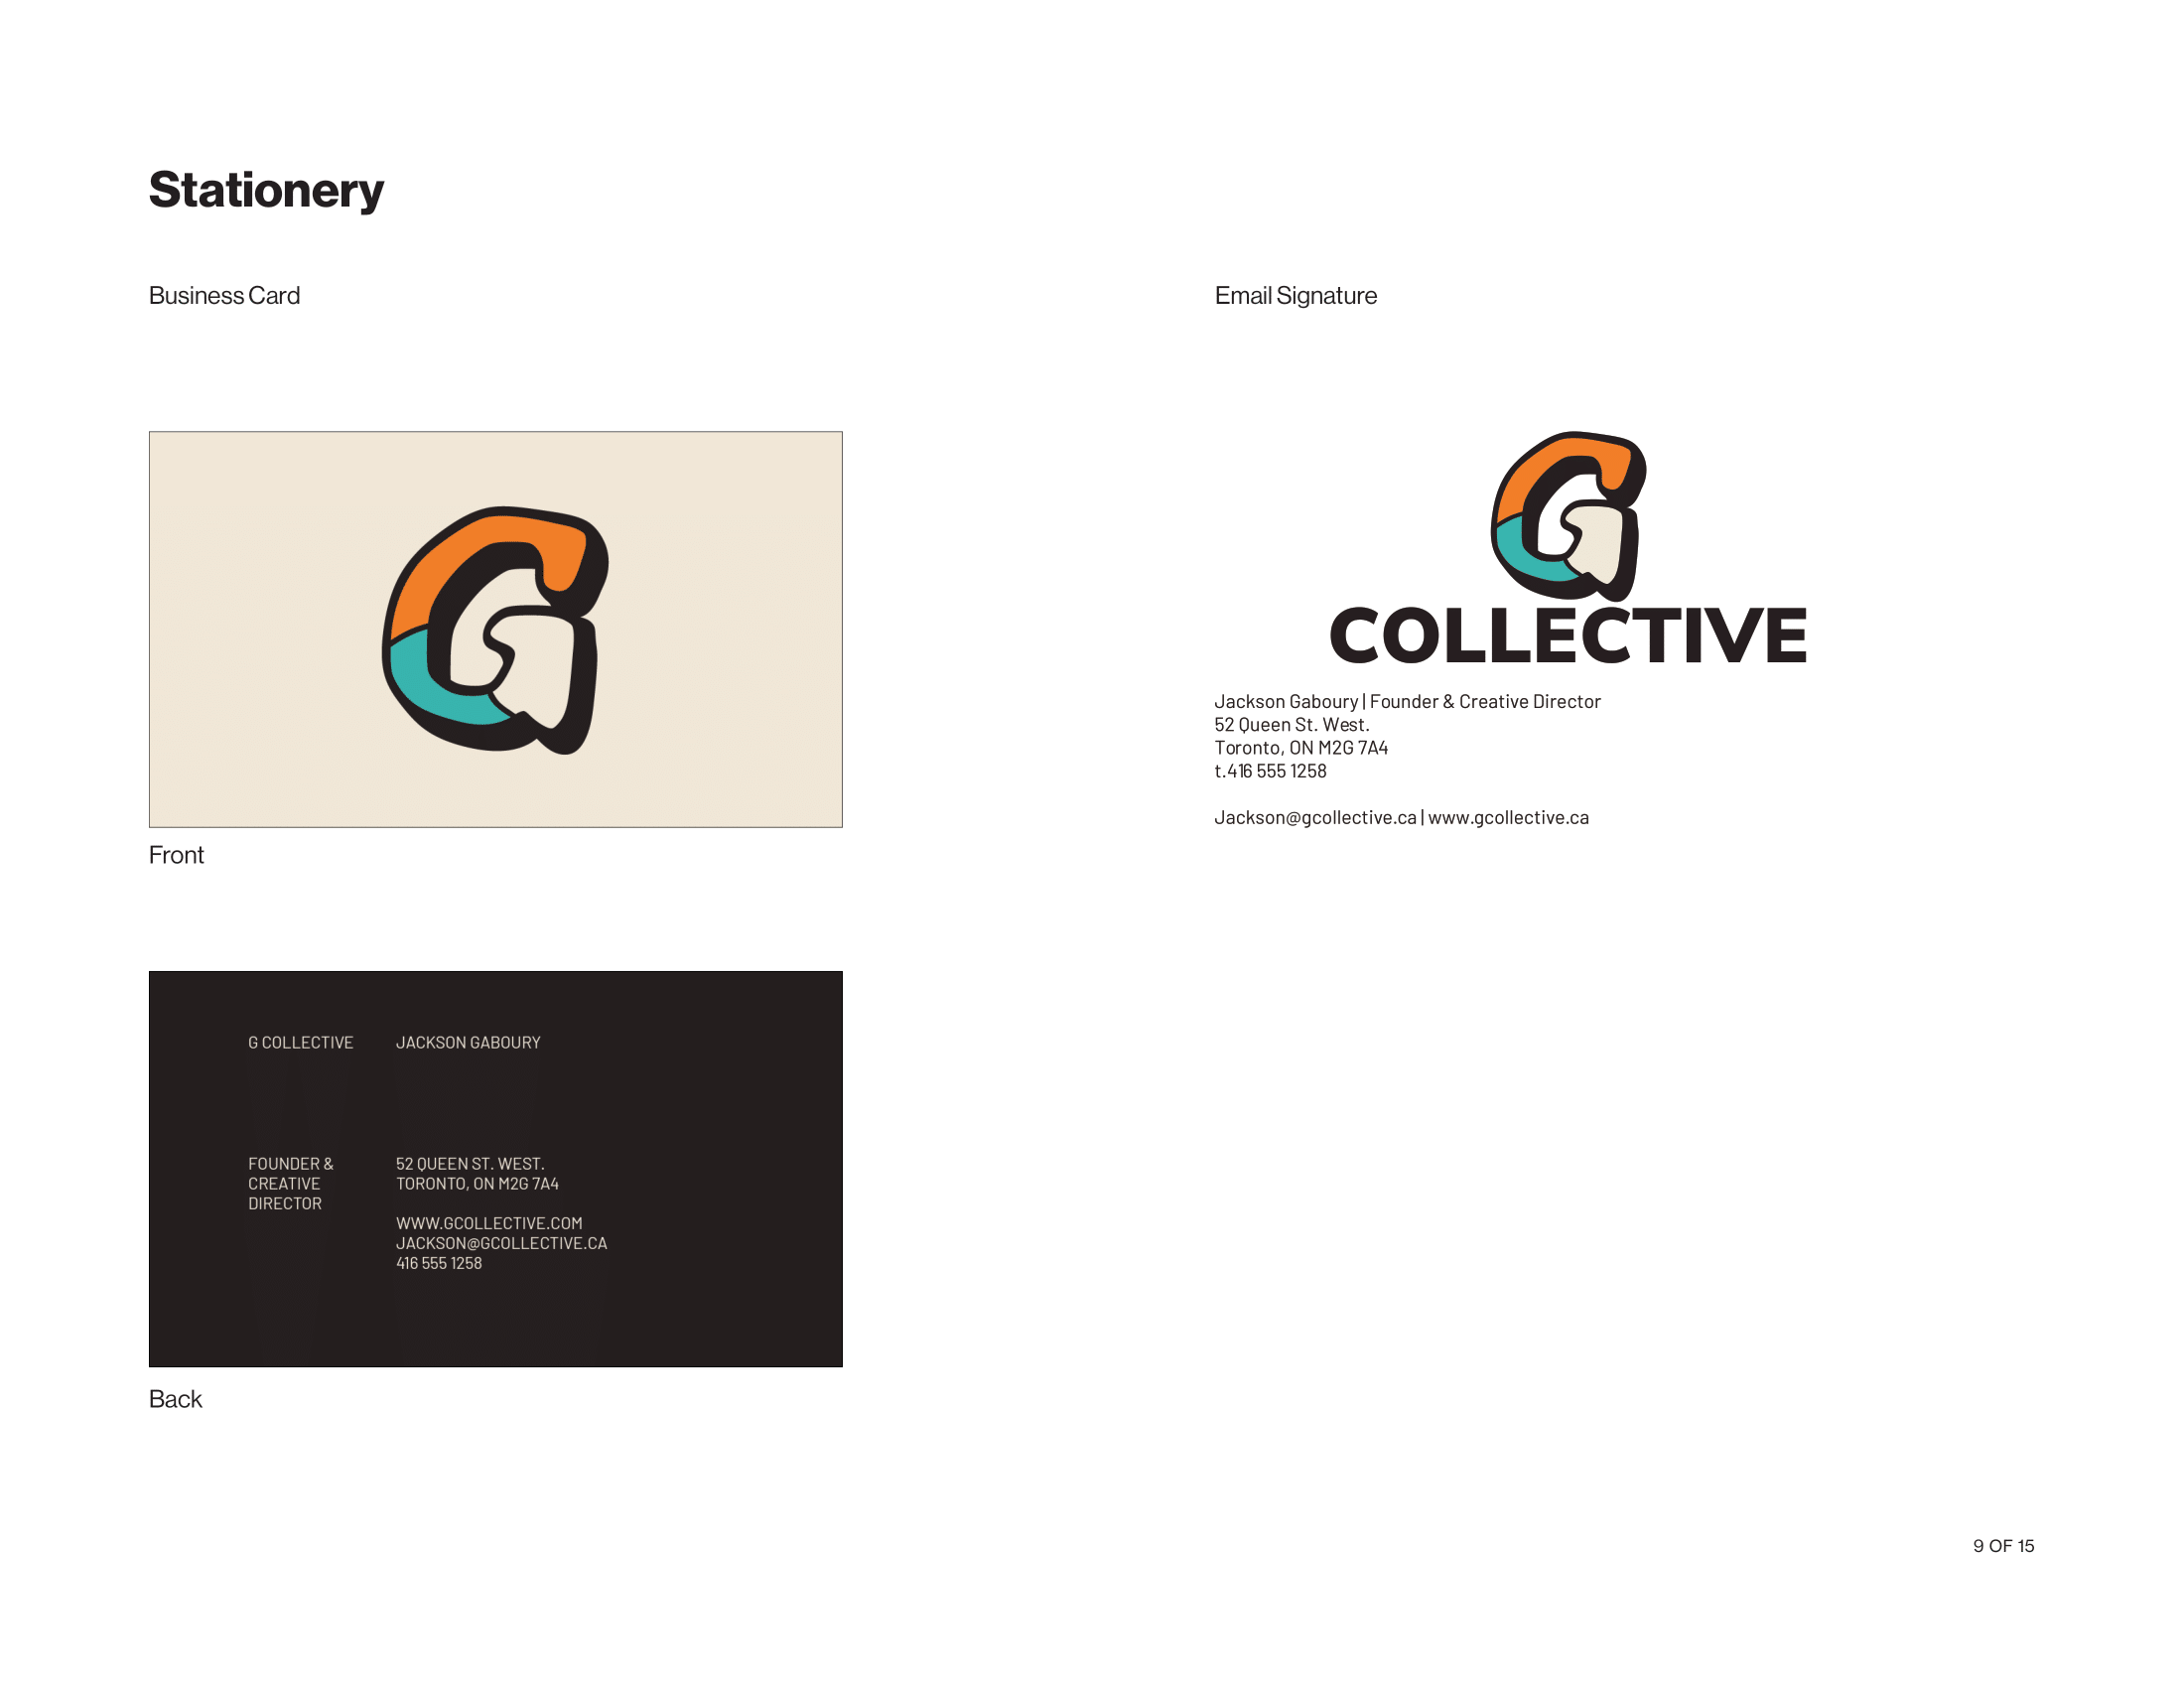 Stationery
Business Card
Front
G COLLECTIVE
JACKSON GABOURY
FOUNDER &
CREATIVE
DIRECTOR
52 QUEEN ST. WEST.
TORONTO, ON M2G 7A4
WWW.GCOLLECTIVE.COM
JACKSON@GCOLLECTIVE.CA
416 555 1258
Back
Email Signature
G
COLLECTIVE
Jackson Gaboury | Founder & Creative Director
52 Queen St. West.
Toronto, ON M2G 7A4
t.416 555 1258
Jackson@gcollective.ca | www.gcollective.ca
9 OF 15